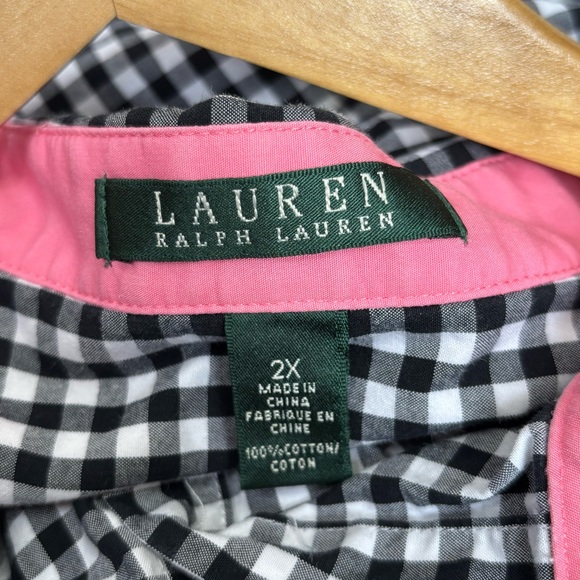 LAUREN
RALPH LAUREN
2X
MADE IN
CHINA
FABRIQUE EN
CHINE
100%COTTON/
COTON